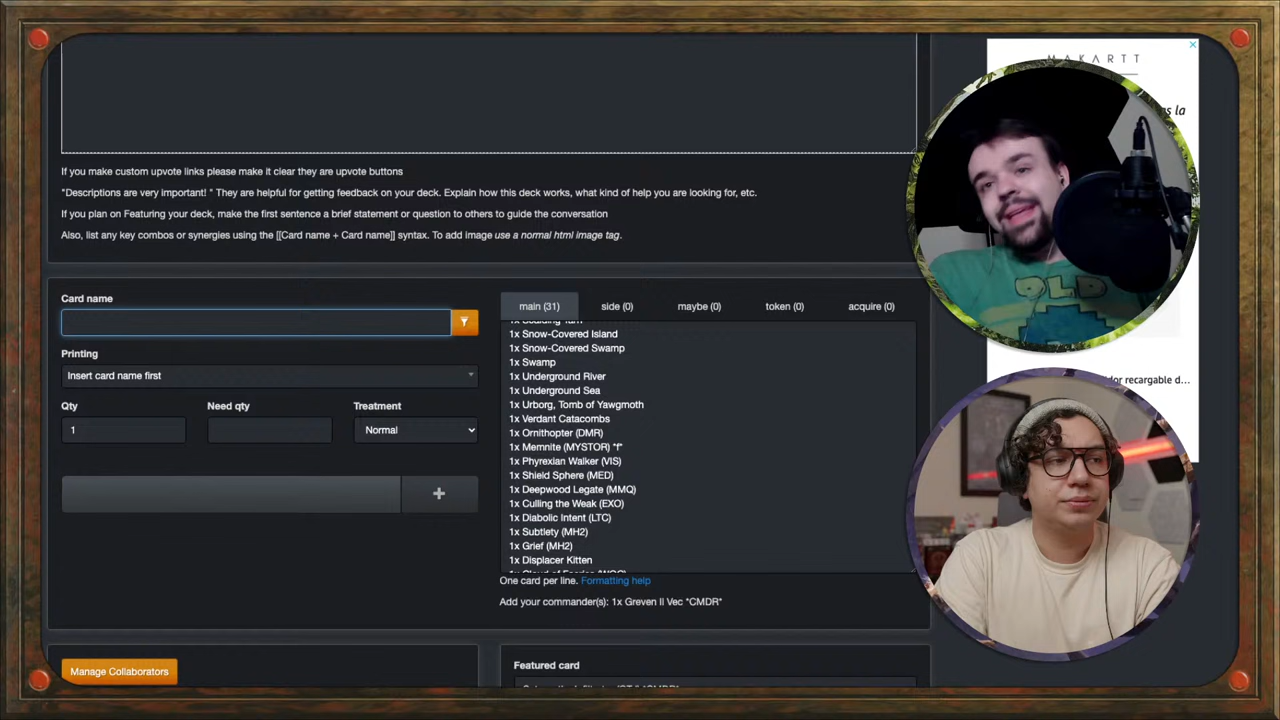 MAKARTT
s la
If you make custom upvote links please make it clear they are upvote buttons
"Descriptions are very important! " They are helpful for getting feedback on your deck. Explain how this deck works, what kind of help you are looking for, etc.
If you plan on Featuring your deck, make the first sentence a brief statement or question to others to guide the conversation
Also, list any key combos or synergies using the [[Card name + Card name]] syntax. To add image use a normal html image tag.
OLD
Card name
Printing
Insert card name first
Qty
Need qty
Treatment
1
Normal
+
main (31)
side (0)
maybe (0)
token (0)
acquire (0)
1x Snow-Covered Island
1x Snow-Covered Swamp
1x Swamp
1x Underground River
1x Underground Sea
1x Urborg, Tomb of Yawgmoth
1x Verdant Catacombs
1x Ornithopter (DMR)
1x Memnite (MYSTOR) *f*
1x Phyrexian Walker (VIS)
1x Shield Sphere (MED)
1x Deepwood Legate (MMQ)
1x Culling the Weak (EXO)
1x Diabolic Intent (LTC)
1x Subtlety (MH2)
1x Grief (MH2)
1x Displacer Kitten
One card per line. Formatting help
Add your commander(s): 1x Greven Il Vec *CMDR*
dor recargable d...
Manage Collaborators
Featured card